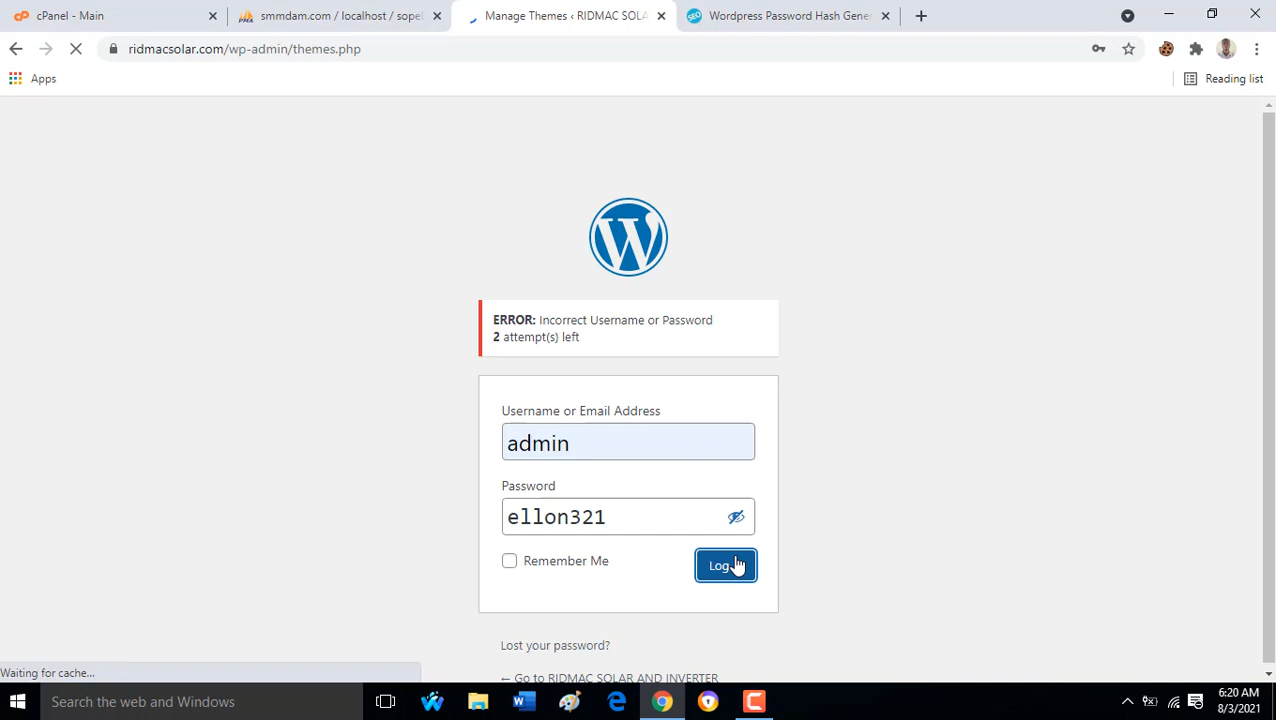 cPanel - Main
smmdam.com / localhost / sopel
Manage Themes ‹ RIDMAC SOLA
Wordpress Password Hash Gene
ridmacsolar.com/wp-admin/themes.php
Apps
Reading list
ERROR: Incorrect Username or Password
2 attempt(s) left
Username or Email Address
admin
Password
ellon321
Remember Me
Log
Lost your password?
← Go to RIDMAC SOLAR AND INVERTER
Waiting for cache...
Search the web and Windows
6:20 AM
8/3/2021